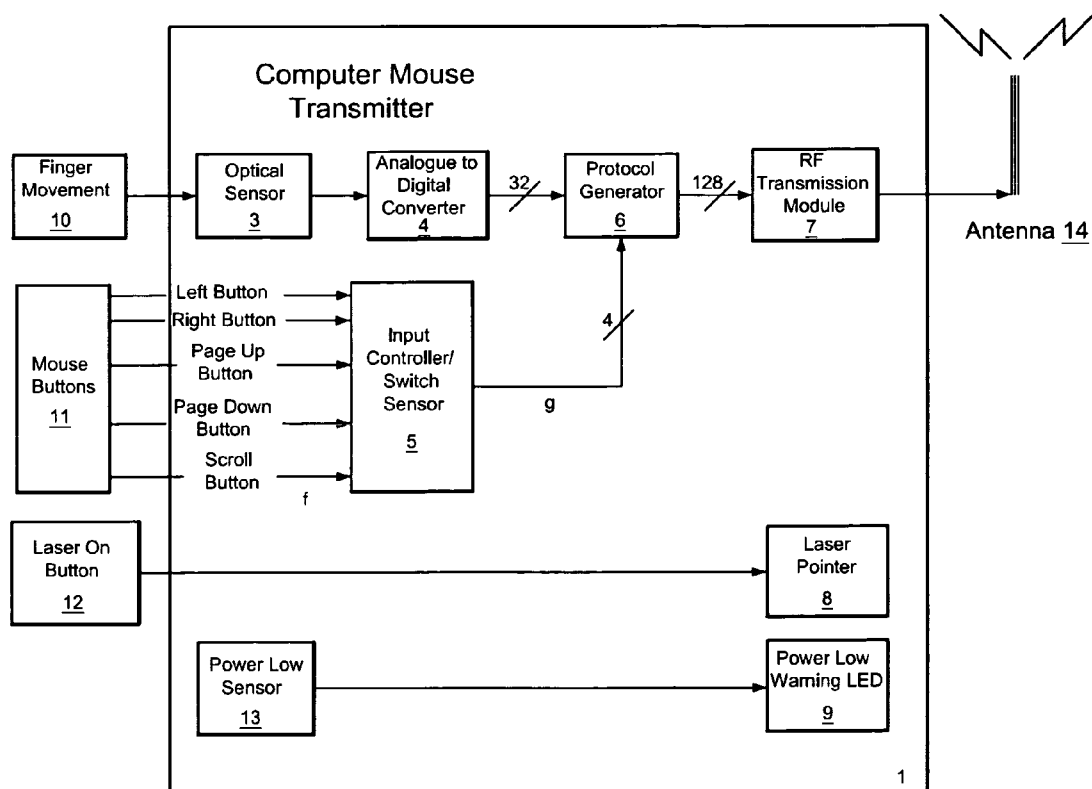 Computer Mouse
Transmitter
Finger
Movement
10
Optical
Sensor
3
Analogue to
Digital
Converter
4
32
Protocol
Generator
6
128
RF
Transmission
Module
7
Antenna 14
Mouse
Buttons
11
Left Button
Right Button
Page Up
Button
Page Down
Button
Scroll
Button
f
Input
Controller/
Switch
Sensor
5
g
4
Laser On
Button
12
Laser
Pointer
8
Power Low
Sensor
13
Power Low
Warning LED
9
1